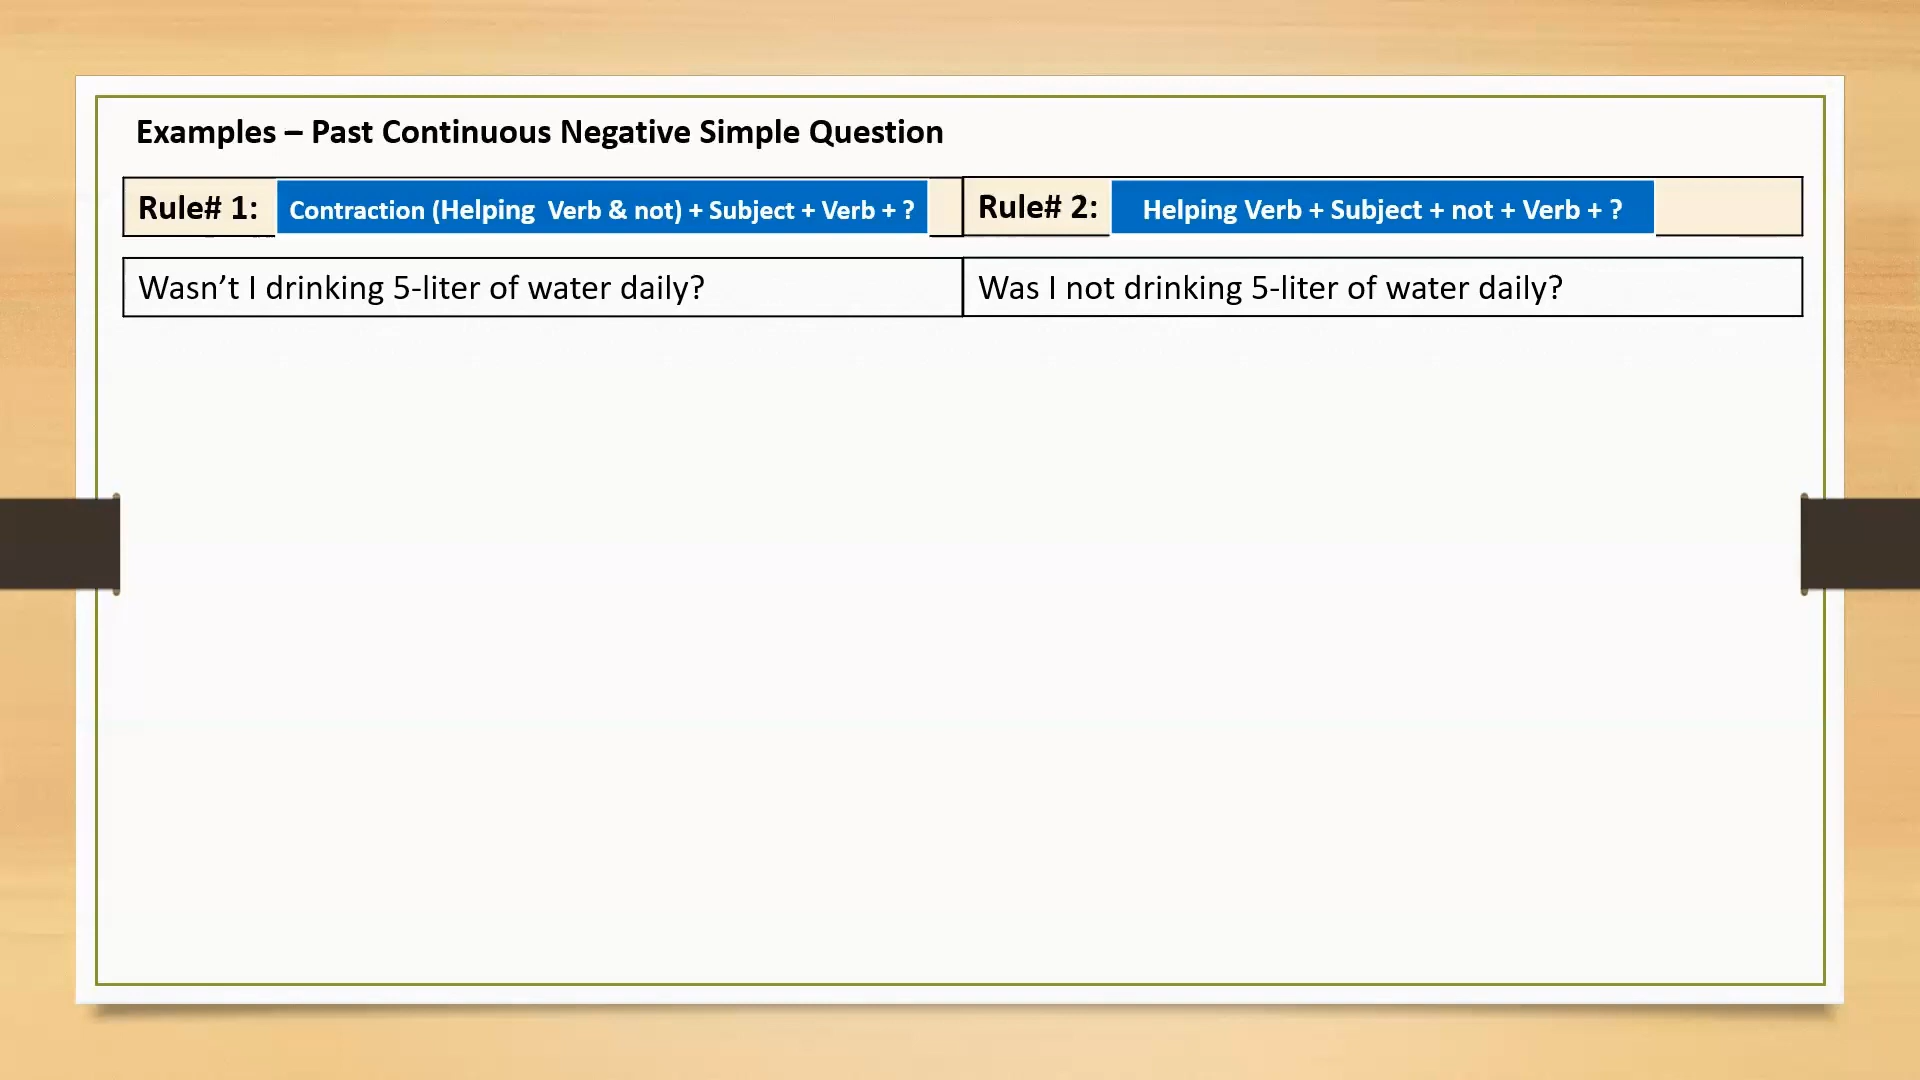 Examples – Past Continuous Negative Simple Question
Rule# 1: Contraction (Helping Verb & not) + Subject + Verb + ?
Rule# 2: Helping Verb + Subject + not + Verb + ?
Wasn’t I drinking 5-liter of water daily?
Was I not drinking 5-liter of water daily?